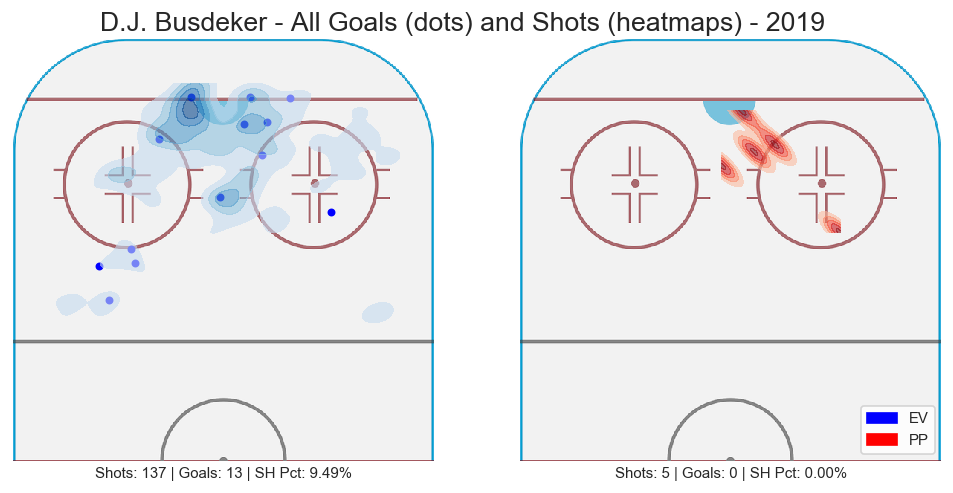 D.J. Busdeker - All Goals (dots) and Shots (heatmaps) - 2019
EV
PP
Shots: 137 | Goals: 13 | SH Pct: 9.49%
Shots: 5 | Goals: 0 | SH Pct: 0.00%